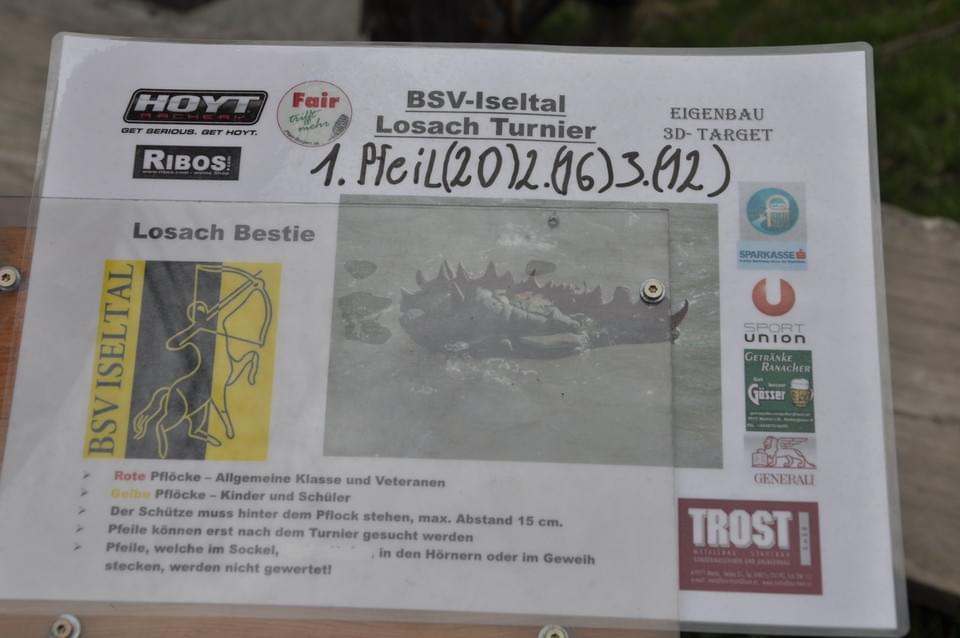 HOYT
ARCHERY
GET SERIOUS. GET HOYT.
Fair
trifft
mehr
BSV-Iseltal
Losach Turnier
EIGENBAU
3D- TARGET
RIBOS
1. Pfeil(20)2.(16)3.(12)
Losach Bestie
BSV ISELTAL
SPARKASSE
SPORT
UNION
GETRÄNKE
RANACHER
Gut
besser
Gösser
GENERALI
TROST
Rote Pflöcke – Allgemeine Klasse und Veteranen
Gelbe Pflöcke – Kinder und Schüler
Der Schütze muss hinter dem Pflock stehen, max. Abstand 15 cm.
Pfeile können erst nach dem Turnier gesucht werden
Pfeile, welche im Sockel, , in den Hörnern oder im Geweih
stecken, werden nicht gewertet!